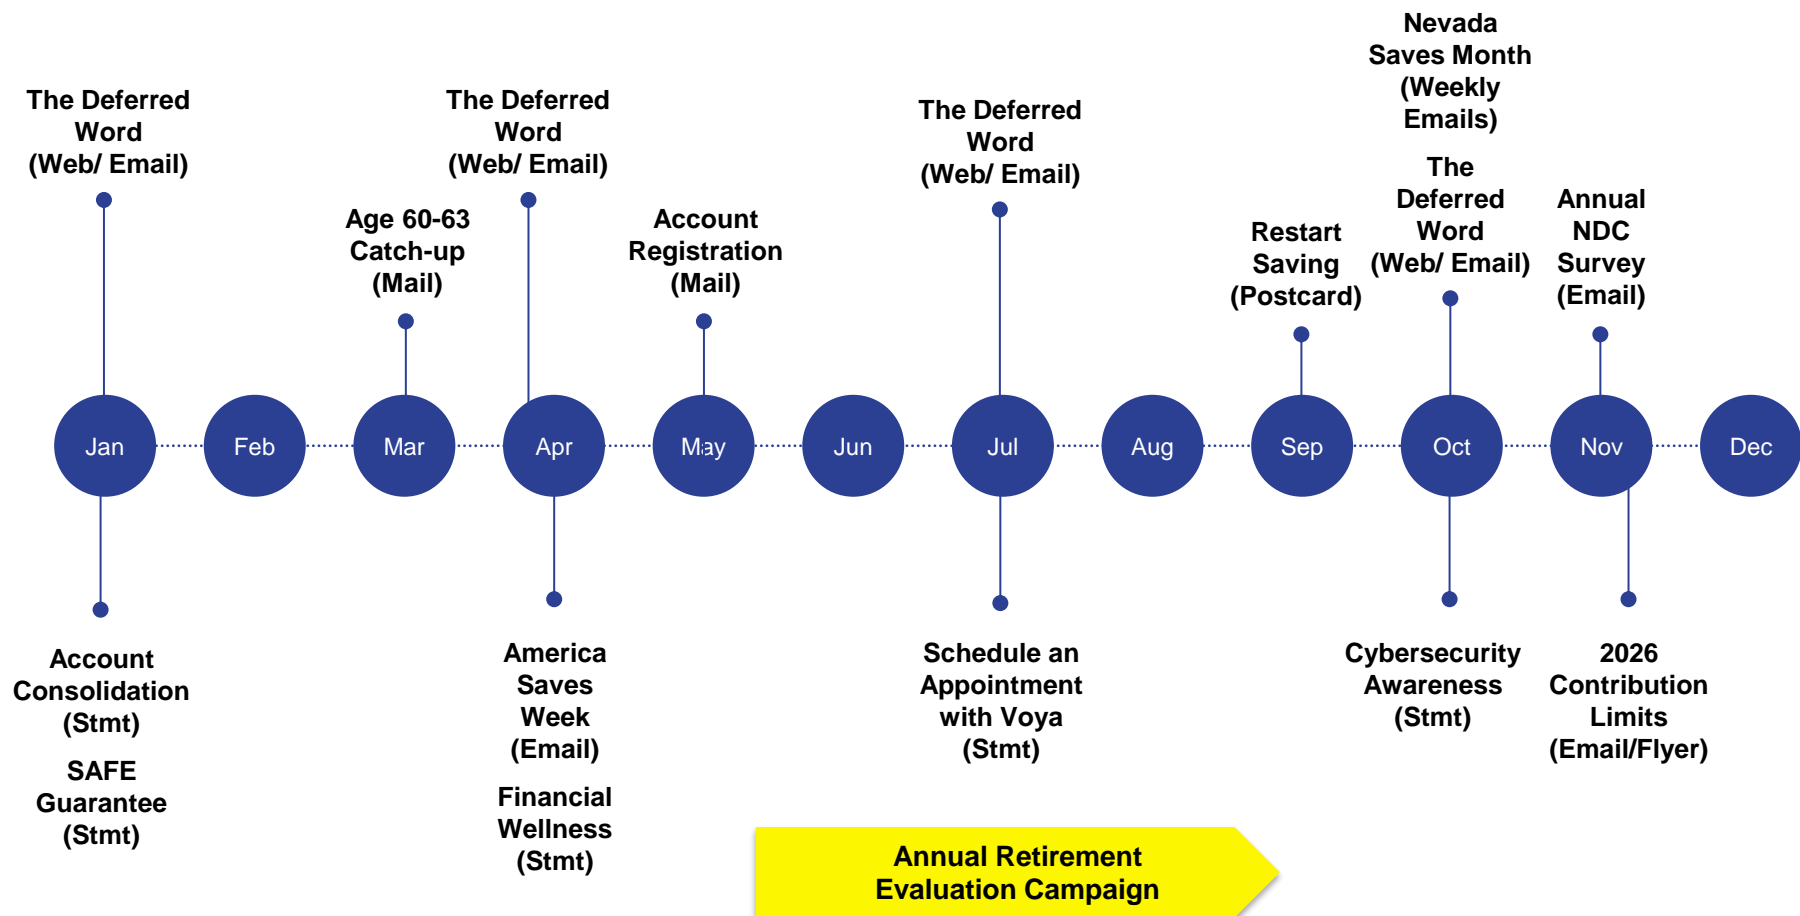 Nevada
Saves Month
(Weekly
Emails)
The Deferred
Word
(Web/ Email)
The Deferred
Word
(Web/ Email)
The Deferred
Word
(Web/ Email)
The
Deferred
Word
(Web/ Email)
Age 60-63
Catch-up
(Mail)
Account
Registration
(Mail)
Restart
Saving
(Postcard)
Annual
NDC
Survey
(Email)
Jan
Feb
Mar
Apr
May
Jun
Jul
Aug
Sep
Oct
Nov
Dec
Account
Consolidation
(Stmt)
SAFE
Guarantee
(Stmt)
America
Saves
Week
(Email)
Financial
Wellness
(Stmt)
Schedule an
Appointment
with Voya
(Stmt)
Cybersecurity
Awareness
(Stmt)
2026
Contribution
Limits
(Email/Flyer)
Annual Retirement
Evaluation Campaign